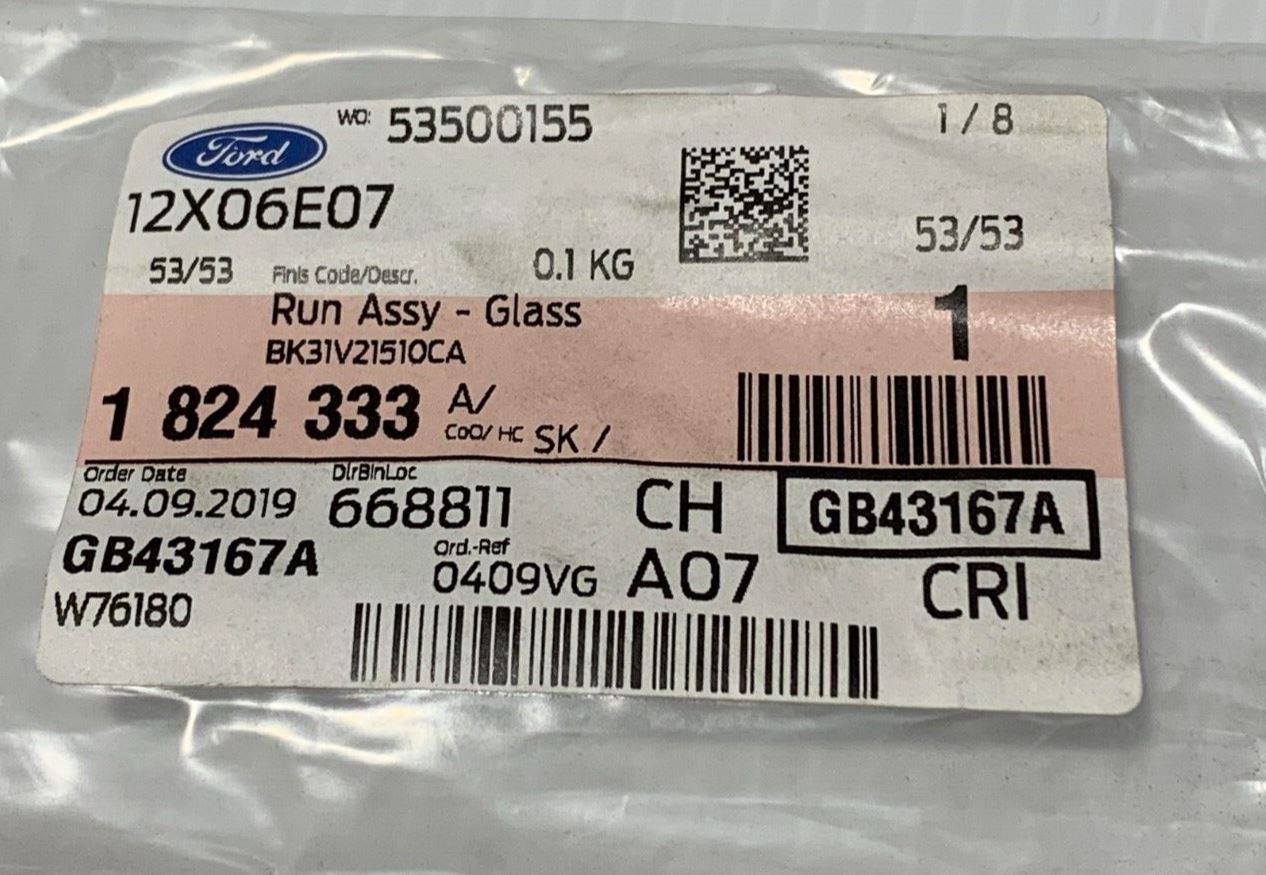 Ford
WO: 53500155
1 / 8
12X06E07
53/53
53/53 Finis Code/Descr. 0.1 KG
Run Assy - Glass
1
BK31V21510CA
1 824 333 A/
CoO/ HC SK /
Order Date DlrBinLoc
04.09.2019 668811 CH GB43167A
GB43167A Ord.-Ref
0409VG A07 CRI
W76180